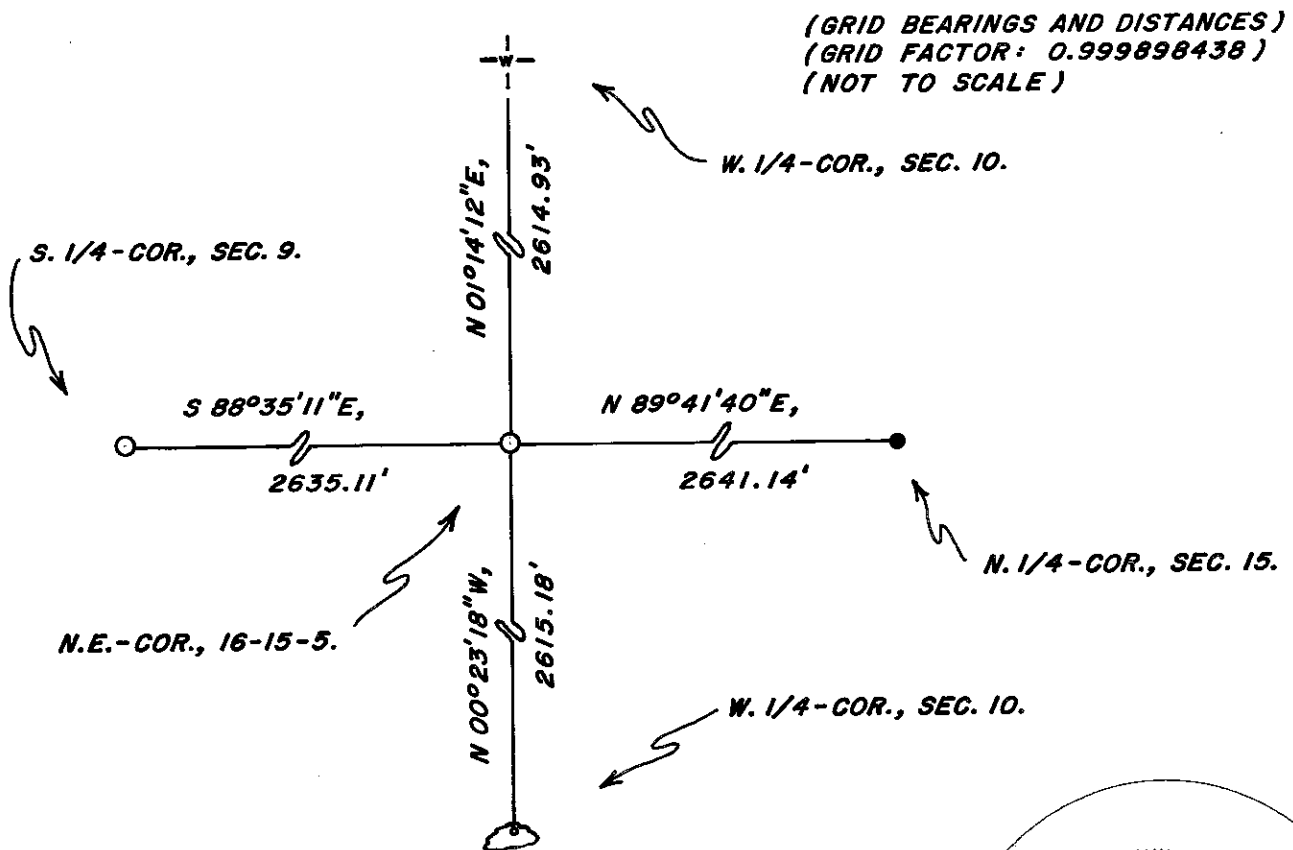 (GRID BEARINGS AND DISTANCES)
(GRID FACTOR: 0.999898438)
(NOT TO SCALE)
W
W. 1/4-COR., SEC. 10.
N 01°14'12"E,
2614.93'
S. 1/4-COR., SEC. 9.
S 88°35'11"E,
2635.11'
N 89°41'40"E,
2641.14'
N. 1/4-COR., SEC. 15.
N.E.-COR., 16-15-5.
N 00°23'18"W,
2615.18'
W. 1/4-COR., SEC. 10.